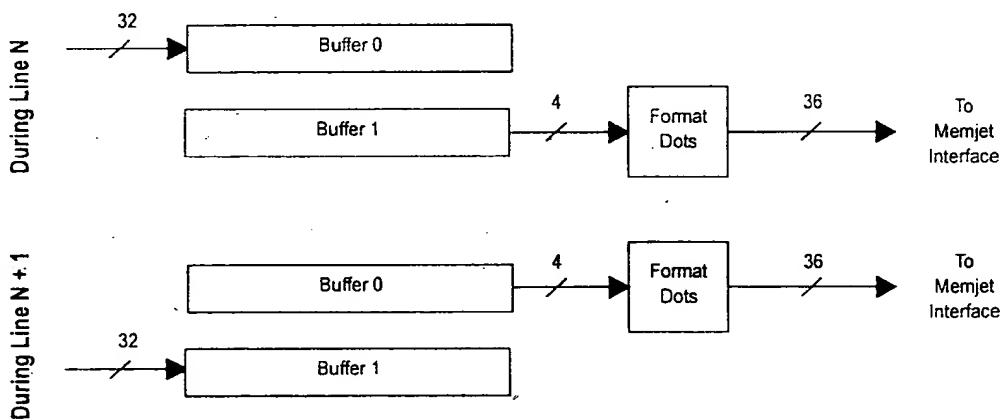 During Line N
32
Buffer 0
Buffer 1
4
Format
Dots
36
To
Memjet
Interface
During Line N + 1
Buffer 0
4
Format
Dots
36
To
Memjet
Interface
32
Buffer 1